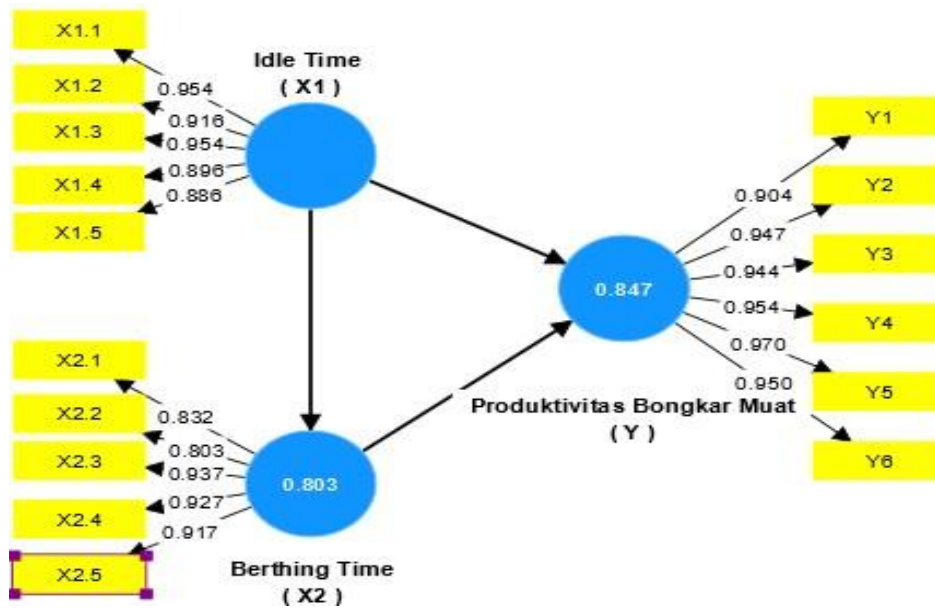 X1.1
X1.2
X1.3
X1.4
X1.5
0.954
0.916
0.954
0.896
0.886
Idle Time
( X1 )
X2.1
X2.2
X2.3
X2.4
X2.5
0.832
0.803
0.937
0.927
0.917
0.803
Berthing Time
( X2 )
0.847
Produktivitas Bongkar Muat
( Y )
0.904
0.947
0.944
0.954
0.970
0.950
Y1
Y2
Y3
Y4
Y5
Y6